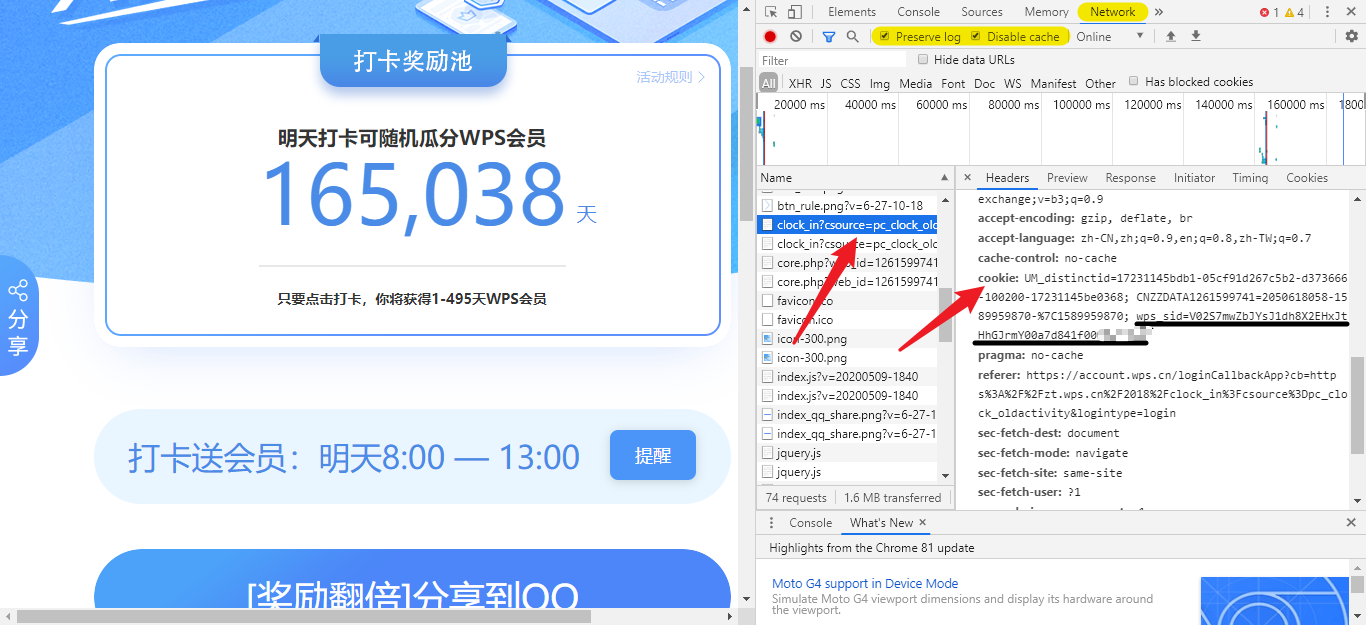 打卡奖励池
活动规则
明天打卡可随机瓜分WPS会员
165,038 天
只要点击打卡，你将获得1-495天WPS会员
分
享
打卡送会员：明天8:00 — 13:00
提醒
[奖励翻倍]分享到QQ
Elements Console Sources Memory Network » 1 4
Preserve log Disable cache Online
Filter Hide data URLs
All XHR JS CSS Img Media Font Doc WS Manifest Other Has blocked cookies
20000 ms 40000 ms 60000 ms 80000 ms 100000 ms 120000 ms 140000 ms 160000 ms 1800
Name
btn_rule.png?v=6-27-10-18
clock_in?csource=pc_clock_old
clock_in?csource=pc_clock_old
core.php?web_id=1261599741
core.php?web_id=1261599741
favicon.ico
favicon.ico
icon-300.png
icon-300.png
index.js?v=20200509-1840
index.js?v=20200509-1840
index_qq_share.png?v=6-27-1
index_qq_share.png?v=6-27-1
jquery.js
jquery.js
74 requests 1.6 MB transferred
× Headers Preview Response Initiator Timing Cookies
exchange;v=b3;q=0.9
accept-encoding: gzip, deflate, br
accept-language: zh-CN,zh;q=0.9,en;q=0.8,zh-TW;q=0.7
cache-control: no-cache
cookie: UM_distinctid=17231145bdb1-05cf91d267c5b2-d373666
-100200-17231145be0368; CNZZDATA1261599741=2050618058-15
89959870-%7C1589959870; wps_sid=V02S7mwZbJYsJ1dh8X2EHxJt
HhGJrmY00a7d841f00
pragma: no-cache
referer: https://account.wps.cn/loginCallbackApp?cb=http
s%3A%2F%2Fzt.wps.cn%2F2018%2Fclock_in%3Fcsource%3Dpc_clo
ck_oldactivity&logintype=login
sec-fetch-dest: document
sec-fetch-mode: navigate
sec-fetch-site: same-site
sec-fetch-user: ?1
Console What's New ×
Highlights from the Chrome 81 update
Moto G4 support in Device Mode
Simulate Moto G4 viewport dimensions and display its hardware around
the viewport.